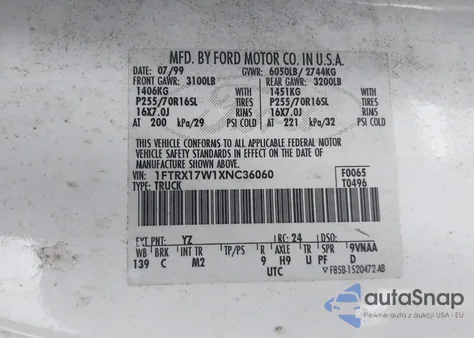 MFD. BY FORD MOTOR CO. IN U.S.A.
DATE: 07/99 GVWR: 6050LB/ 2744KG
FRONT GAWR: 3100LB REAR GAWR: 3200LB
1406KG WITH 1451KG WITH
P255/70R16SL TIRES P255/70R16SL TIRES
16X7.0J RIMS 16X7.0J RIMS
AT 200 kPa/29 PSI COLD AT 221 kPa/32 PSI COLD
THIS VEHICLE CONFORMS TO ALL APPLICABLE FEDERAL MOTOR
VEHICLE SAFETY STANDARDS IN EFFECT ON THE DATE OF
MANUFACTURE SHOWN ABOVE.
VIN: 1FTRX17W1XNC36060 F0065
TYPE: TRUCK T0496
EXT PNT: YZ RC: 24 DSO:
WB BRK INT TR TP/PS R AXLE TR SPR 9VNAA
139 C M2 9 H9 U PF D
UTC ▽ F85B-1520472-AB
autoSnap
Pewne auto z aukcji w USA